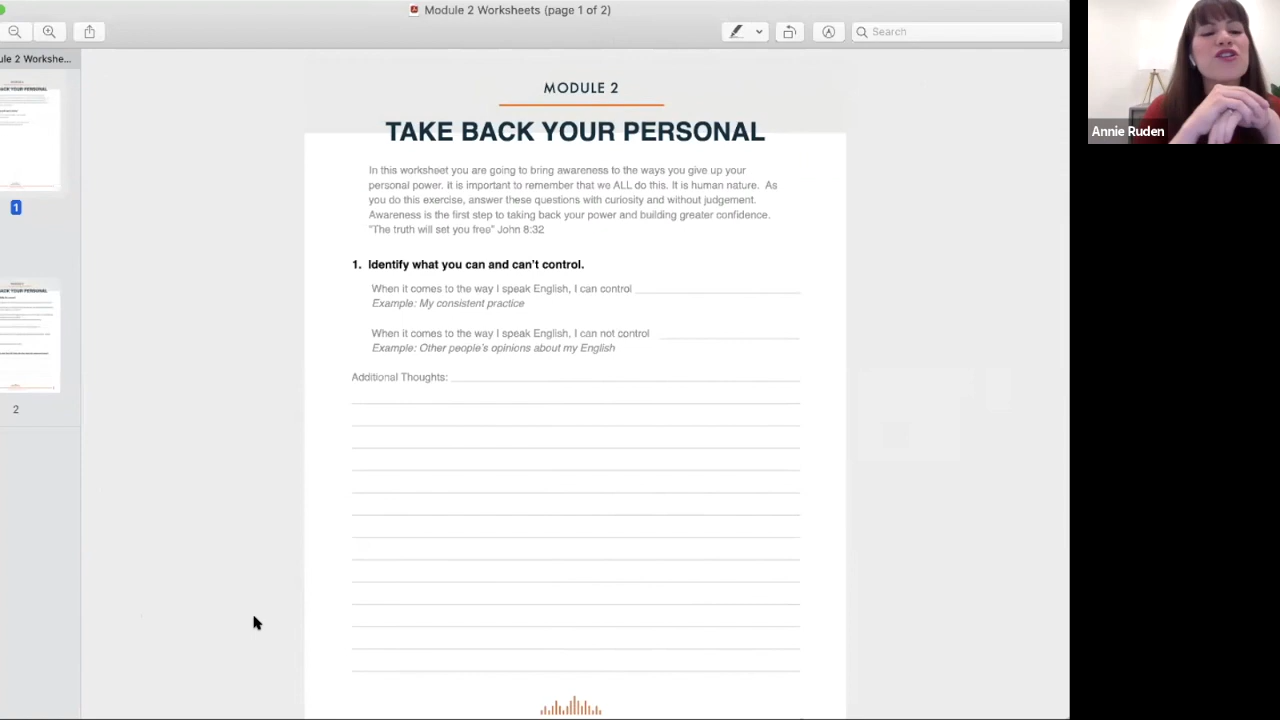 Module 2 Worksheets (page 1 of 2)
Search
ule 2 Workshe...
1
2
MODULE 2
TAKE BACK YOUR PERSONAL
In this worksheet you are going to bring awareness to the ways you give up your
personal power. It is important to remember that we ALL do this. It is human nature. As
you do this exercise, answer these questions with curiosity and without judgement.
Awareness is the first step to taking back your power and building greater confidence.
"The truth will set you free" John 8:32
1. Identify what you can and can't control.
When it comes to the way I speak English, I can control
Example: My consistent practice
When it comes to the way I speak English, I can not control
Example: Other people's opinions about my English
Additional Thoughts:
Annie Ruden